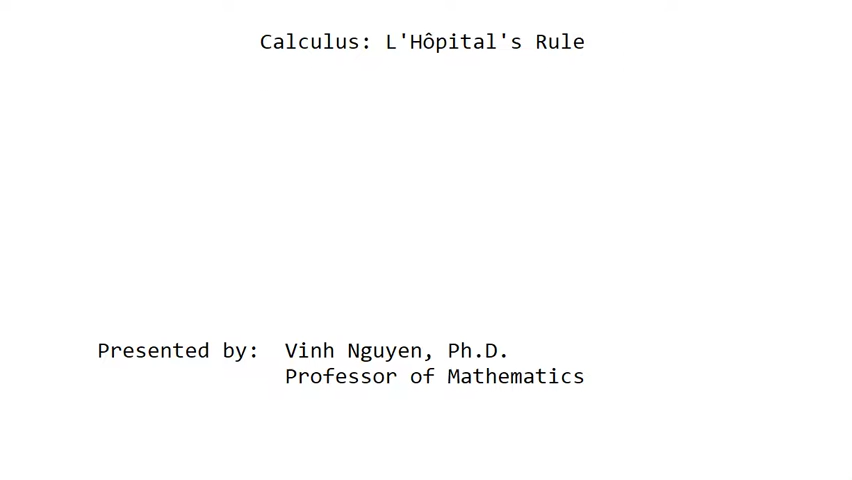 Calculus: L'Hôpital's Rule
Presented by: Vinh Nguyen, Ph.D.
Professor of Mathematics